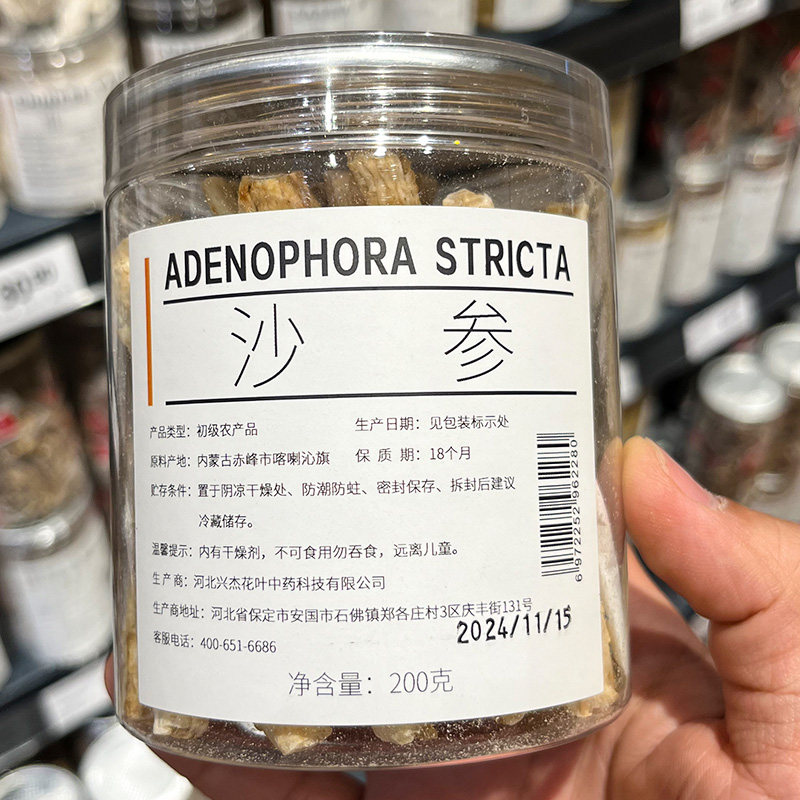 ADENOPHORA STRICTA
沙 参
产品类型：初级农产品 生产日期：见包装标示处
原料产地：内蒙古赤峰市喀喇沁旗 保 质 期：18个月
贮存条件：置于阴凉干燥处、防潮防蛀、密封保存、拆封后建议
冷藏储存。
温馨提示：内有干燥剂，不可食用勿吞食，远离儿童。
生 产 商：河北兴杰花叶中药科技有限公司
生产商地址：河北省保定市安国市石佛镇郑各庄村3区庆丰街131号
2024/11/15
客服电话：400-651-6686
净含量：200克
6 972252 962280